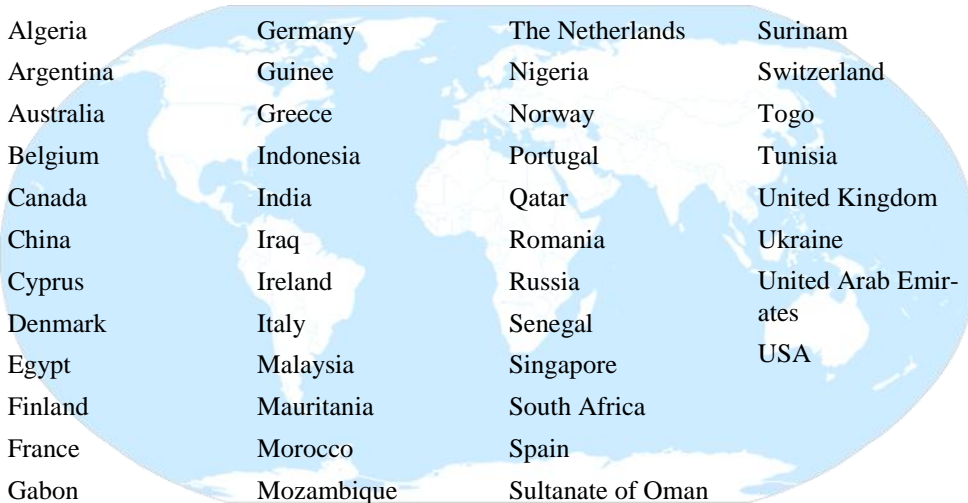 Algeria
Argentina
Australia
Belgium
Canada
China
Cyprus
Denmark
Egypt
Finland
France
Gabon
Germany
Guinee
Greece
Indonesia
India
Iraq
Ireland
Italy
Malaysia
Mauritania
Morocco
Mozambique
The Netherlands
Nigeria
Norway
Portugal
Qatar
Romania
Russia
Senegal
Singapore
South Africa
Spain
Sultanate of Oman
Surinam
Switzerland
Togo
Tunisia
United Kingdom
Ukraine
United Arab Emir-
ates
USA